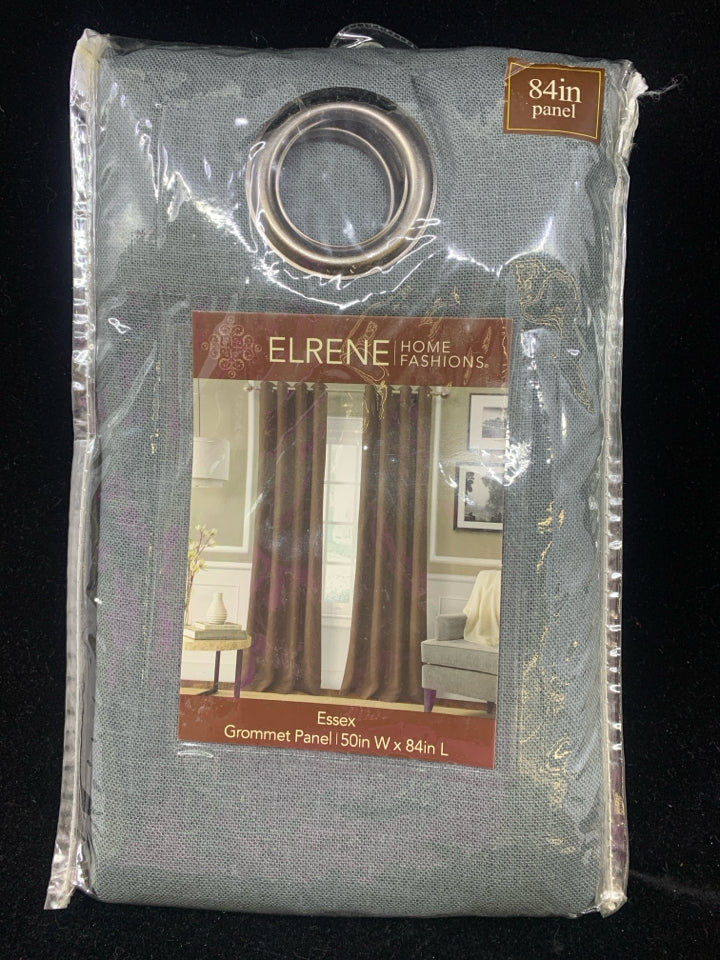 84in
panel
ELRENE | HOME
FASHIONS®
Essex
Grommet Panel | 50in W x 84in L